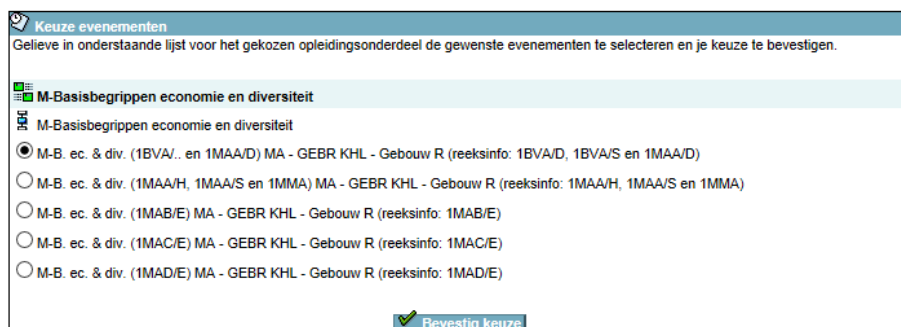 Keuze evenementen
Gelieve in onderstaande lijst voor het gekozen opleidingsonderdeel de gewenste evenementen te selecteren en je keuze te bevestigen.
M-Basisbegrippen economie en diversiteit
M-Basisbegrippen economie en diversiteit
M-B. ec. & div. (1BVA/.. en 1MAA/D) MA - GEBR KHL - Gebouw R (reeksinfo: 1BVA/D, 1BVA/S en 1MAA/D)
M-B. ec. & div. (1MAA/H, 1MAA/S en 1MMA) MA - GEBR KHL - Gebouw R (reeksinfo: 1MAA/H, 1MAA/S en 1MMA)
M-B. ec. & div. (1MAB/E) MA - GEBR KHL - Gebouw R (reeksinfo: 1MAB/E)
M-B. ec. & div. (1MAC/E) MA - GEBR KHL - Gebouw R (reeksinfo: 1MAC/E)
M-B. ec. & div. (1MAD/E) MA - GEBR KHL - Gebouw R (reeksinfo: 1MAD/E)
Bevestig keuze